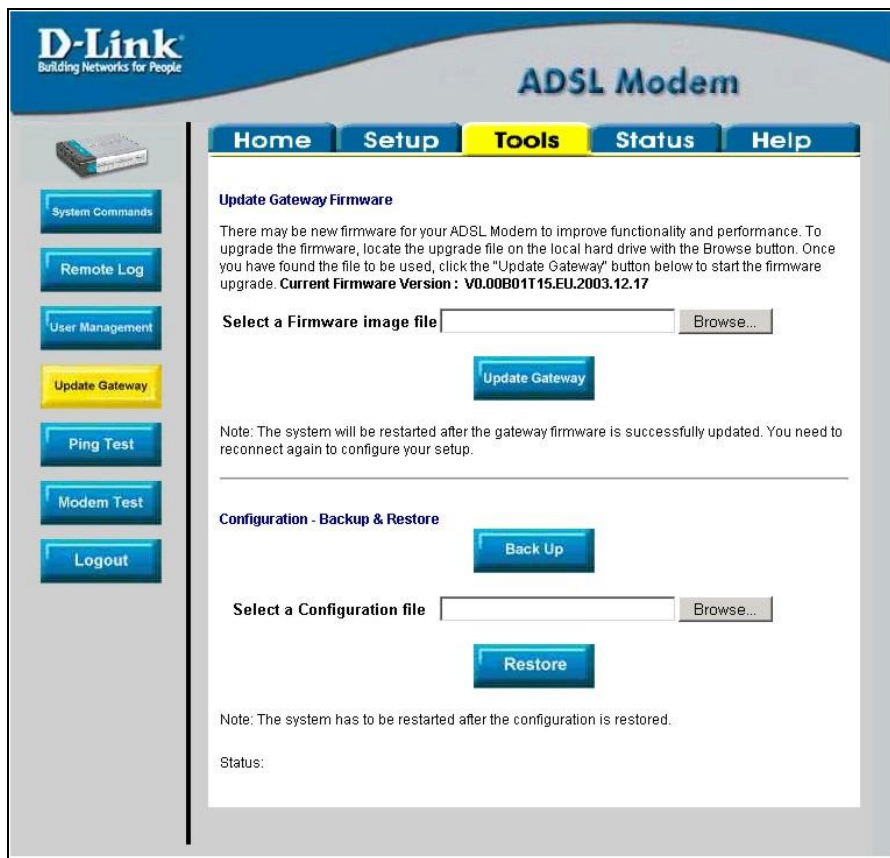 D-Link
Building Networks for People
ADSL Modem
Home Setup Tools Status Help
System Commands
Remote Log
User Management
Update Gateway
Ping Test
Modem Test
Logout
Update Gateway Firmware
There may be new firmware for your ADSL Modem to improve functionality and performance. To
upgrade the firmware, locate the upgrade file on the local hard drive with the Browse button. Once
you have found the file to be used, click the "Update Gateway" button below to start the firmware
upgrade. Current Firmware Version : V0.00B01T15.EU.2003.12.17
Select a Firmware image file Browse...
Update Gateway
Note: The system will be restarted after the gateway firmware is successfully updated. You need to
reconnect again to configure your setup.
Configuration - Backup & Restore
Back Up
Select a Configuration file Browse...
Restore
Note: The system has to be restarted after the configuration is restored.
Status: